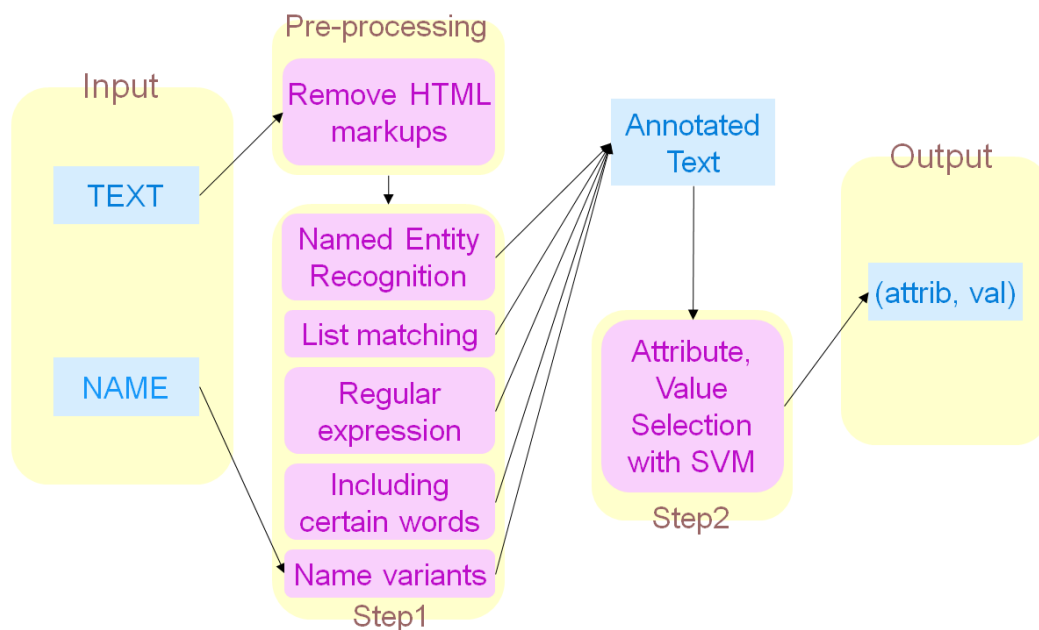 Input
TEXT
NAME
Pre-processing
Remove HTML
markups
Named Entity
Recognition
List matching
Regular
expression
Including
certain words
Name variants
Step1
Annotated
Text
Attribute,
Value
Selection
with SVM
Step2
Output
(attrib, val)